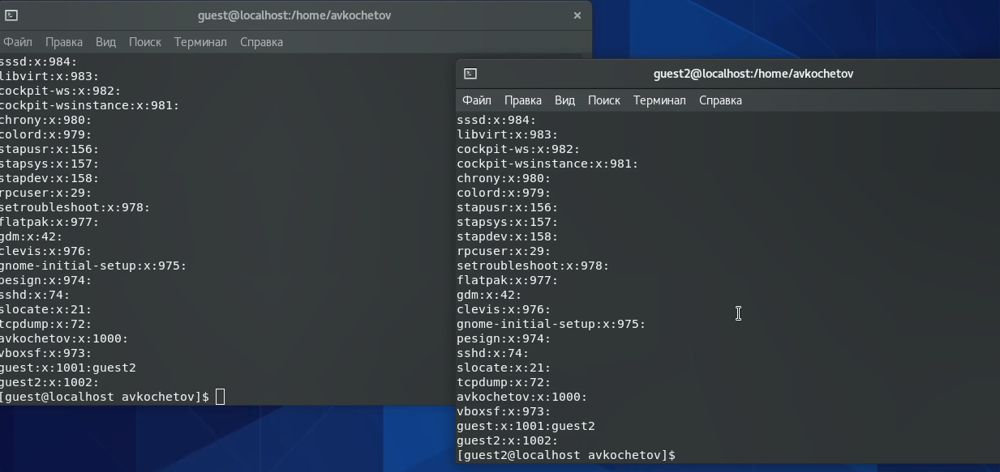 guest@localhost:/home/avkochetov
Файл Правка Вид Поиск Терминал Справка
sssd:x:984:
libvirt:x:983:
cockpit-ws:x:982:
cockpit-wsinstance:x:981:
chrony:x:980:
colord:x:979:
stapusr:x:156:
stapsys:x:157:
stapdev:x:158:
rpcuser:x:29:
setroubleshoot:x:978:
flatpak:x:977:
gdm:x:42:
clevis:x:976:
gnome-initial-setup:x:975:
pesign:x:974:
sshd:x:74:
slocate:x:21:
tcpdump:x:72:
avkochetov:x:1000:
vboxsf:x:973:
guest:x:1001:guest2
guest2:x:1002:
[guest@localhost avkochetov]$
guest2@localhost:/home/avkochetov
Файл Правка Вид Поиск Терминал Справка
sssd:x:984:
libvirt:x:983:
cockpit-ws:x:982:
cockpit-wsinstance:x:981:
chrony:x:980:
colord:x:979:
stapusr:x:156:
stapsys:x:157:
stapdev:x:158:
rpcuser:x:29:
setroubleshoot:x:978:
flatpak:x:977:
gdm:x:42:
clevis:x:976:
gnome-initial-setup:x:975:
pesign:x:974:
sshd:x:74:
slocate:x:21:
tcpdump:x:72:
avkochetov:x:1000:
vboxsf:x:973:
guest:x:1001:guest2
guest2:x:1002:
[guest2@localhost avkochetov]$